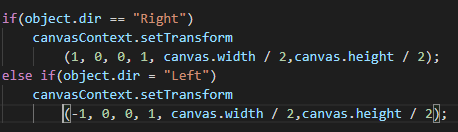 if(object.dir == "Right")
canvasContext.setTransform
(1, 0, 0, 1, canvas.width / 2,canvas.height / 2);
else if(object.dir = "Left")
canvasContext.setTransform
(-1, 0, 0, 1, canvas.width / 2,canvas.height / 2);